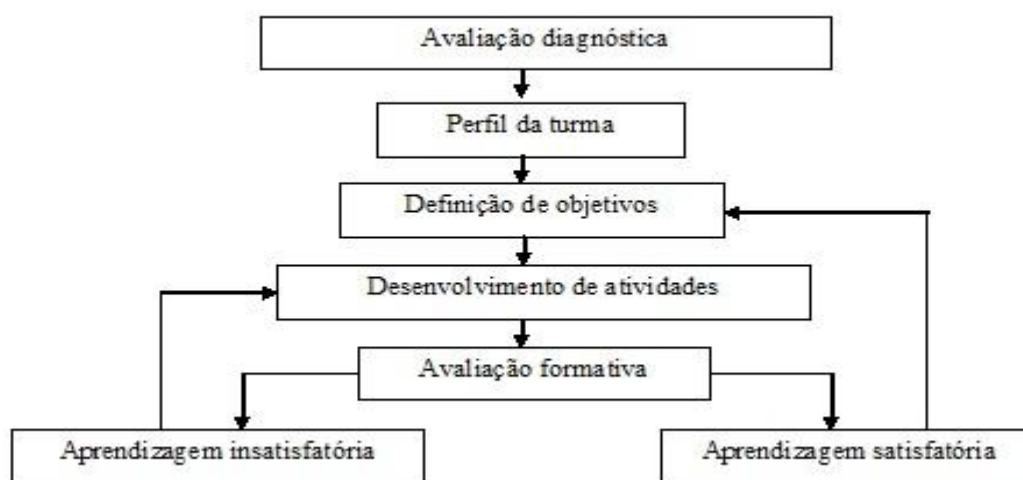 Avaliação diagnóstica
Perfil da turma
Definição de objetivos
Desenvolvimento de atividades
Avaliação formativa
Aprendizagem insatisfatória
Aprendizagem satisfatória